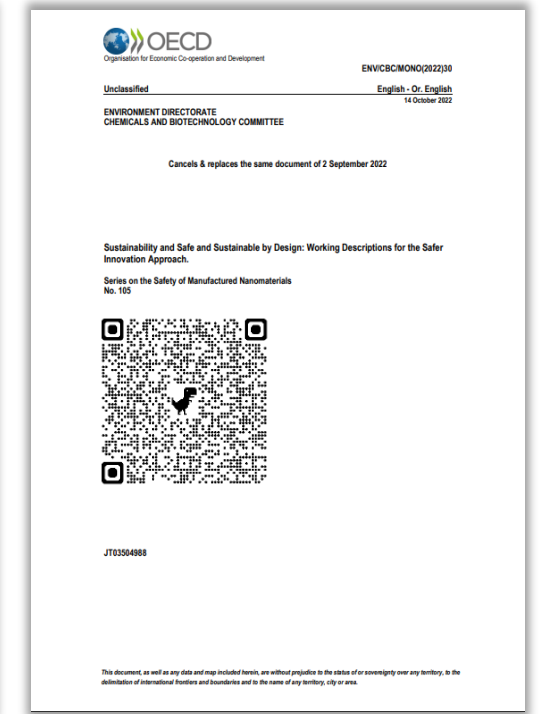 OECD
Organisation for Economic Co-operation and Development
ENV/CBC/MONO(2022)30
Unclassified English - Or. English
14 October 2022
ENVIRONMENT DIRECTORATE
CHEMICALS AND BIOTECHNOLOGY COMMITTEE
Cancels & replaces the same document of 2 September 2022
Sustainability and Safe and Sustainable by Design: Working Descriptions for the Safer
Innovation Approach.
Series on the Safety of Manufactured Nanomaterials
No. 105
JT03504988
This document, as well as any data and map included herein, are without prejudice to the status of or sovereignty over any territory, to the
delimitation of international frontiers and boundaries and to the name of any territory, city or area.